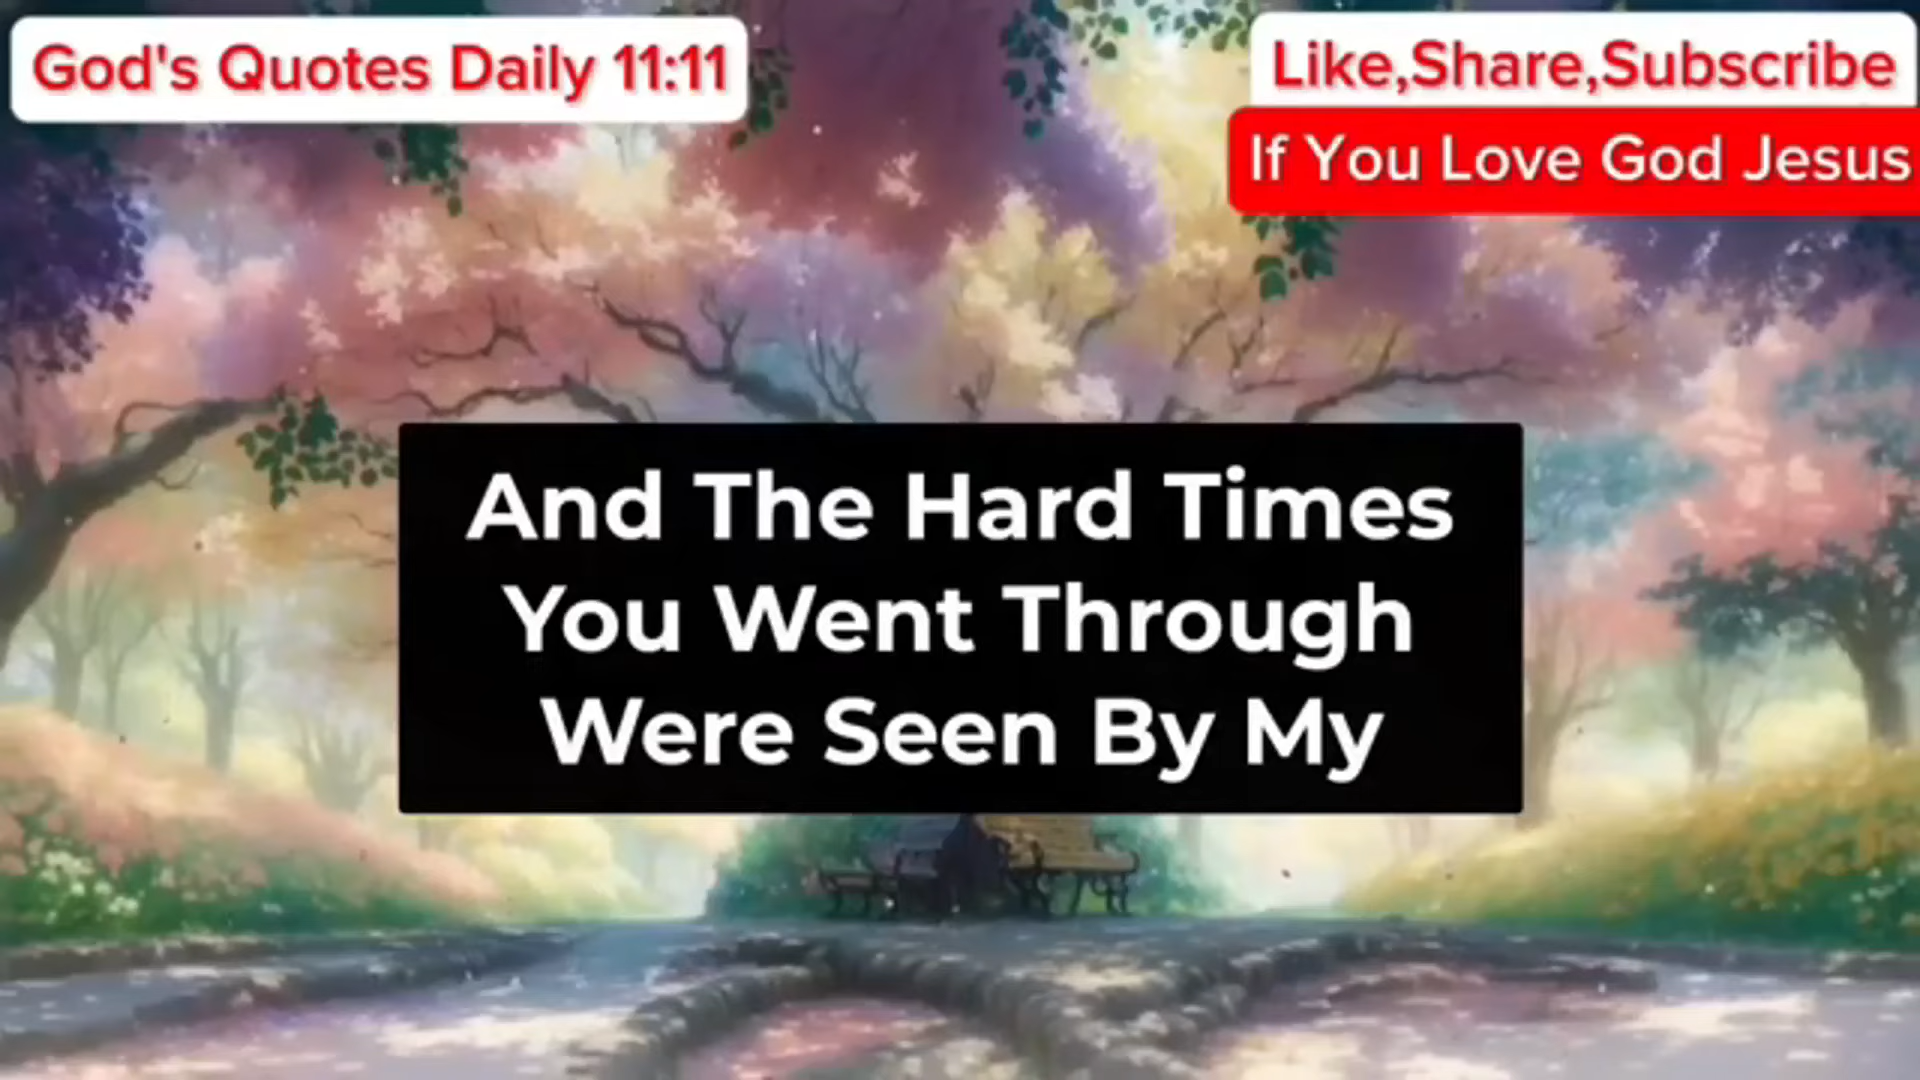 God's Quotes Daily 11:11
Like,Share,Subscribe
If You Love God Jesus
And The Hard Times
You Went Through
Were Seen By My